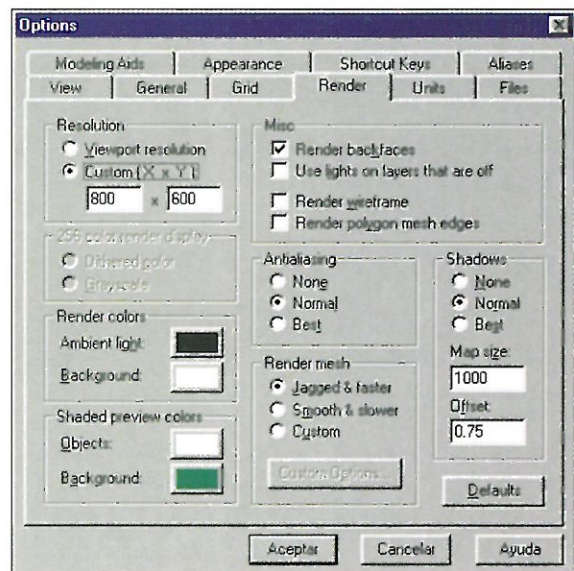 Options
Modeling Aids
Appearance
Shortcut Keys
Aliases
View
General
Grid
Render
Units
Files
Resolution
Viewport resolution
Custom (X x Y):
800 x 600
256 color render display
Dithered color
Grayscale
Render colors
Ambient light:
Background:
Shaded preview colors
Objects:
Background:
Misc
Render backfaces
Use lights on layers that are off
Render wireframe
Render polygon mesh edges
Antialiasing
None
Normal
Best
Render mesh
Jagged & faster
Smooth & slower
Custom
Custom Options...
Shadows
None
Normal
Best
Map size:
1000
Offset:
0.75
Defaults
Aceptar
Cancelar
Ayuda